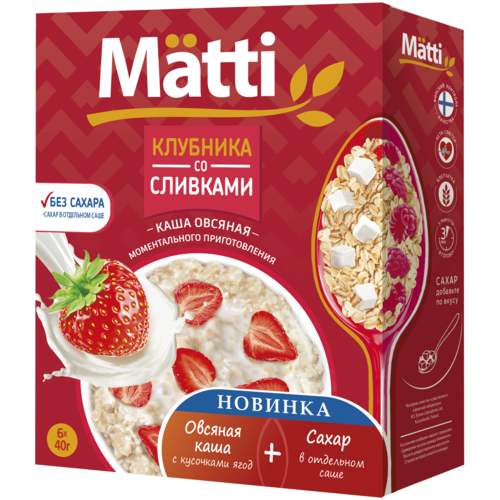 Mätti
КЛУБНИКА
СО
СЛИВКАМИ
КАША ОВСЯНАЯ
МОМЕНТАЛЬНОГО ПРИГОТОВЛЕНИЯ
БЕЗ САХАРА
САХАР В ОТДЕЛЬНОМ САШЕ
6х
40г
НОВИНКА
Овсяная
каша
с кусочками ягод
+
Сахар
в отдельном
саше
Mätti
САХАР
добавьте
по вкусу